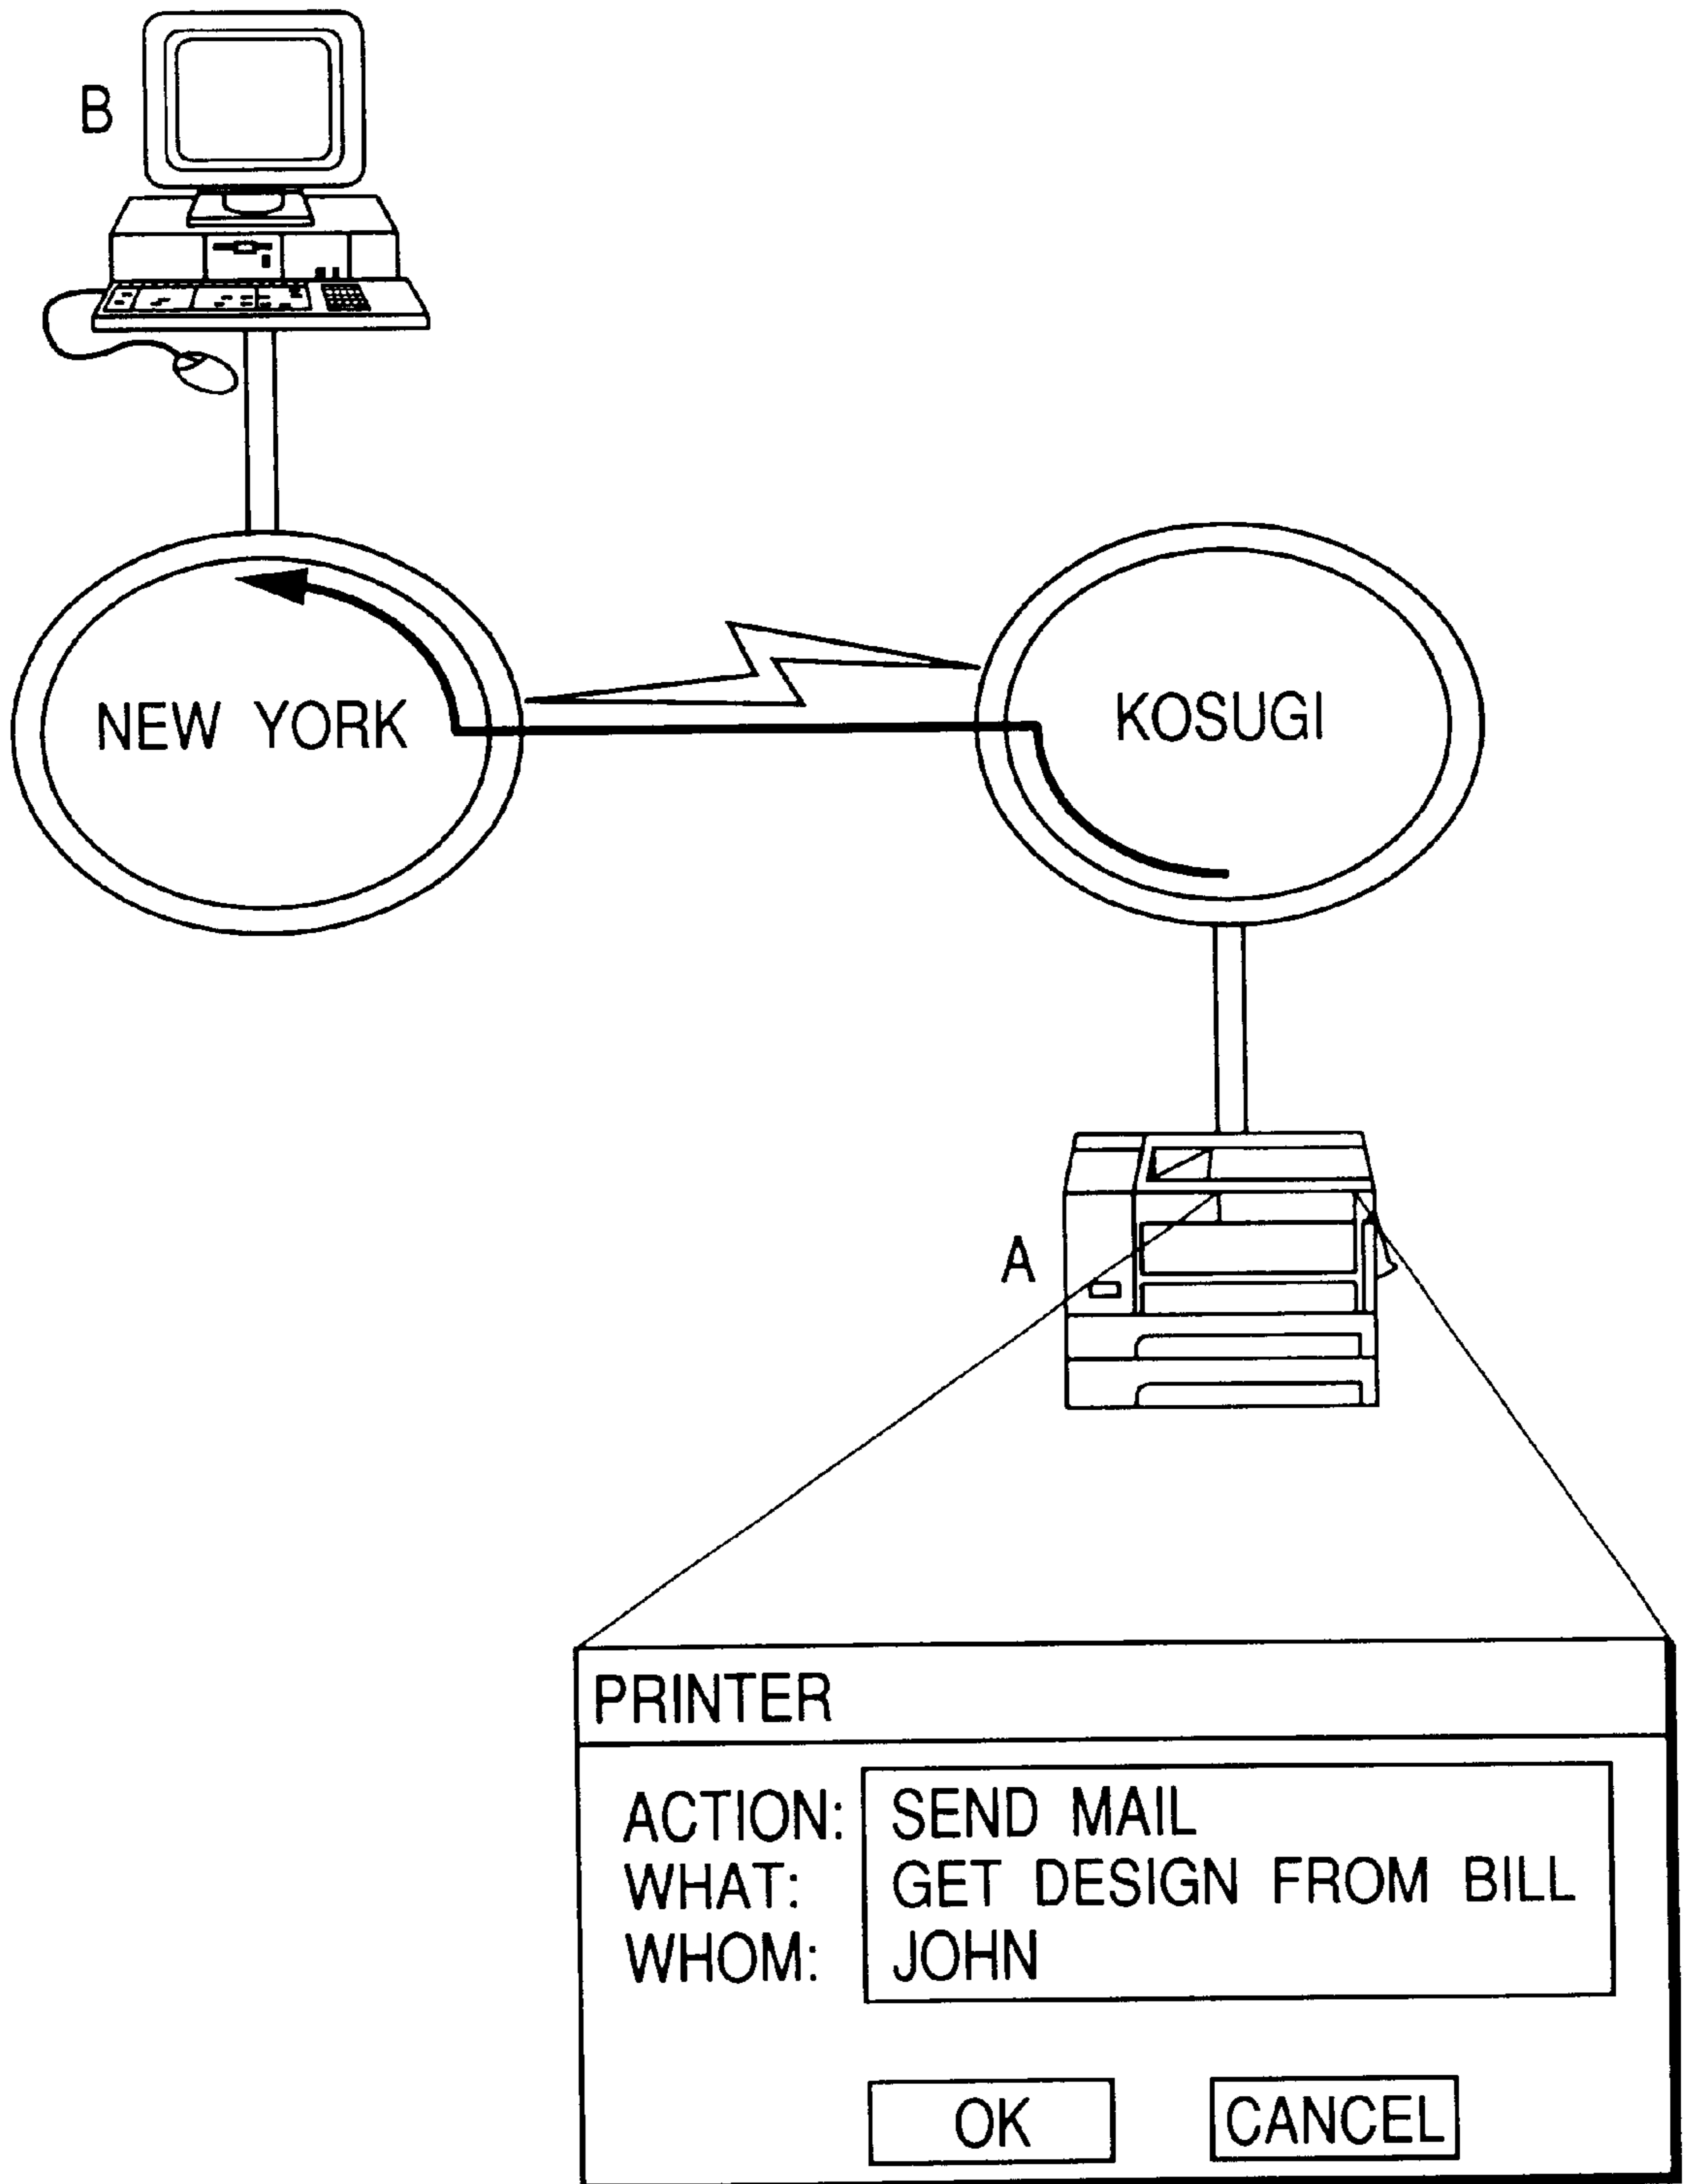 B
NEW YORK
KOSUGI
A
PRINTER
ACTION: SEND MAIL
WHAT: GET DESIGN FROM BILL
WHOM: JOHN
OK CANCEL